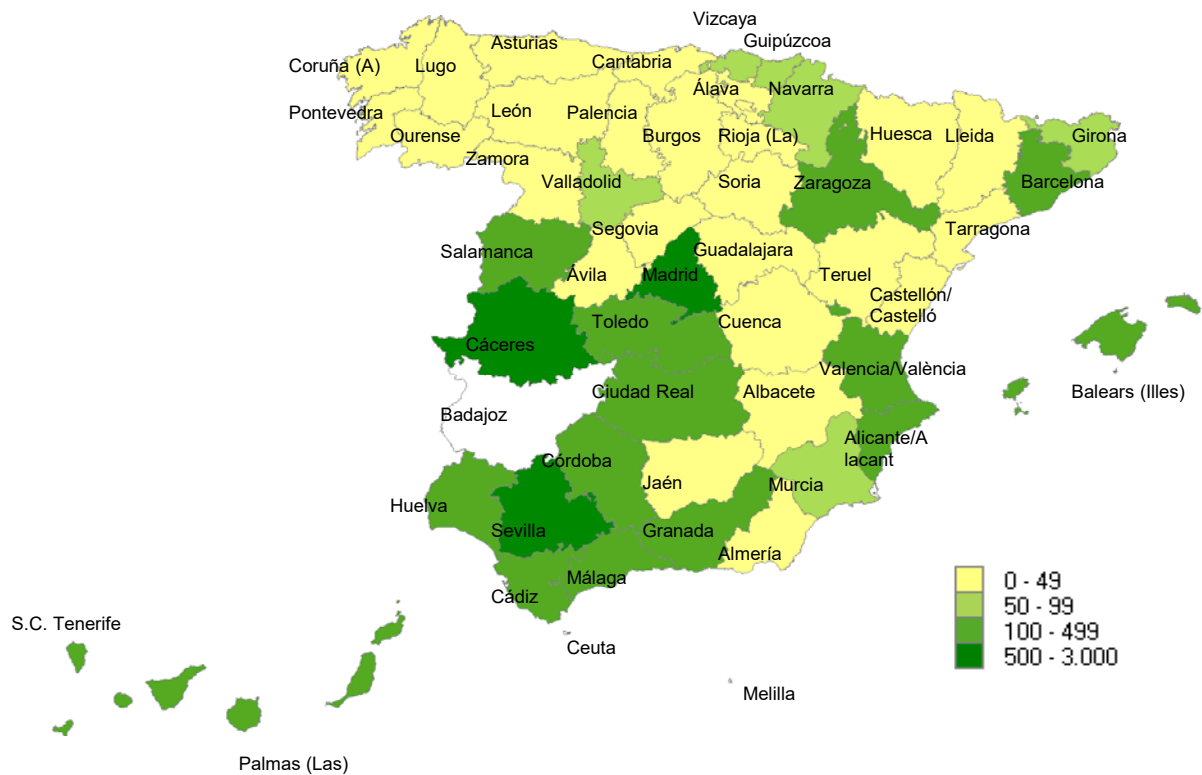 Vizcaya
Guipúzcoa
Asturias
Cantabria
Coruña (A)
Lugo
Álava
Navarra
Pontevedra
León
Palencia
Ourense
Burgos
Rioja (La)
Huesca
Lleida
Girona
Zamora
Valladolid
Soria
Zaragoza
Barcelona
Segovia
Tarragona
Salamanca
Guadalajara
Ávila
Madrid
Teruel
Castellón/
Castelló
Toledo
Cuenca
Cáceres
Valencia/València
Ciudad Real
Albacete
Balears (Illes)
Badajoz
Alicante/A
lacant
Córdoba
Jaén
Murcia
Huelva
Sevilla
Granada
Almería
Málaga
Cádiz
0 - 49
50 - 99
100 - 499
500 - 3.000
S.C. Tenerife
Ceuta
Melilla
Palmas (Las)